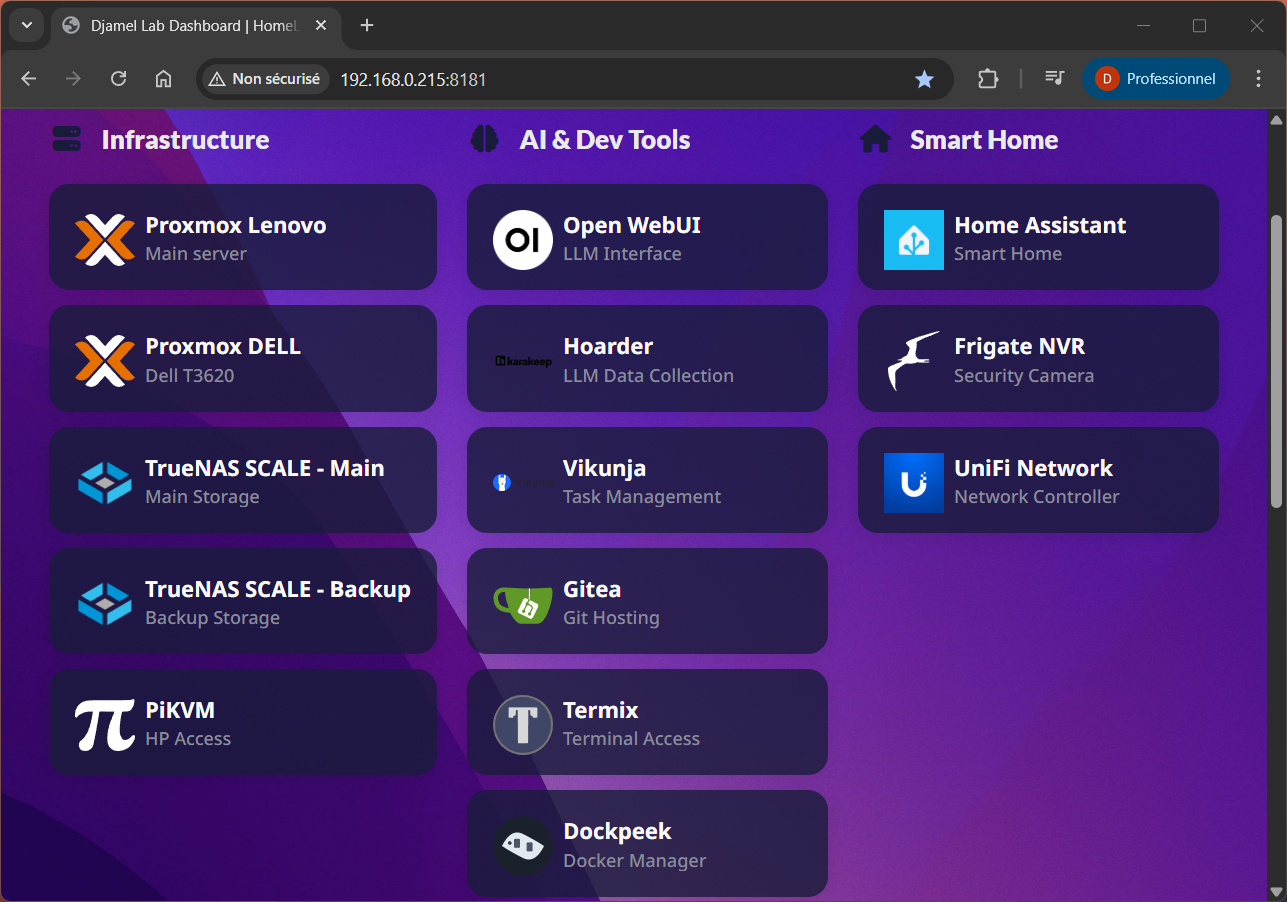 Djamel Lab Dashboard | HomeL
Non sécurisé
192.168.0.215:8181
D
Professionnel
Infrastructure
Proxmox Lenovo
Main server
Proxmox DELL
Dell T3620
TrueNAS SCALE - Main
Main Storage
TrueNAS SCALE - Backup
Backup Storage
PiKVM
HP Access
AI & Dev Tools
OI
Open WebUI
LLM Interface
karakeep
Hoarder
LLM Data Collection
Vikunja
Task Management
Gitea
Git Hosting
T
Termix
Terminal Access
Dockpeek
Docker Manager
Smart Home
Home Assistant
Smart Home
Frigate NVR
Security Camera
UniFi Network
Network Controller